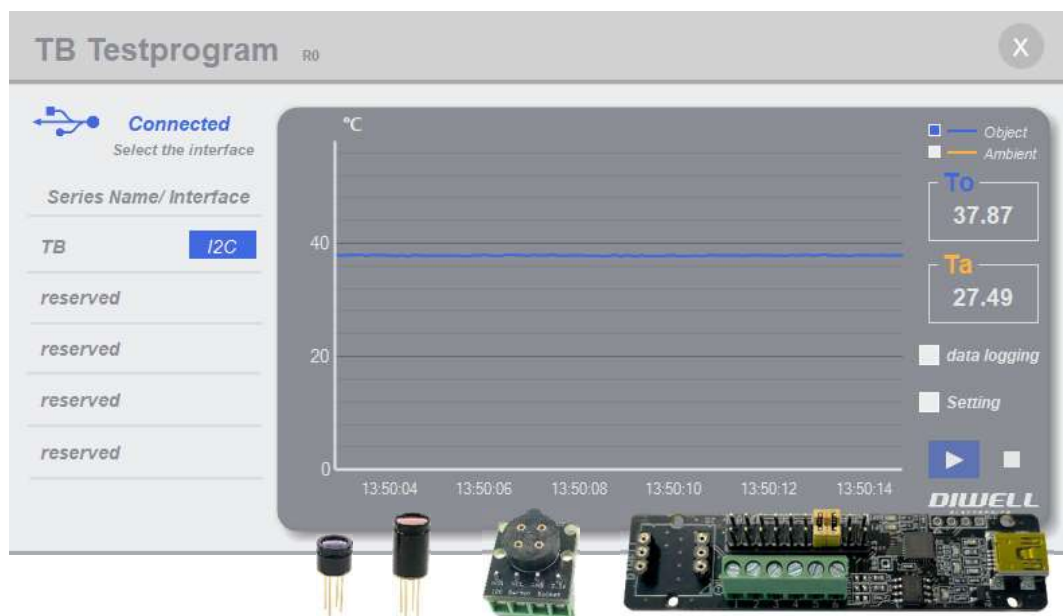 TB Testprogram R0
X
Connected
Select the interface
Series Name/ Interface
TB I2C
reserved
reserved
reserved
reserved
℃
40
20
0
13:50:04 13:50:06 13:50:08 13:50:10 13:50:12 13:50:14
Object
Ambient
To
37.87
Ta
27.49
data logging
Setting
DIWELL